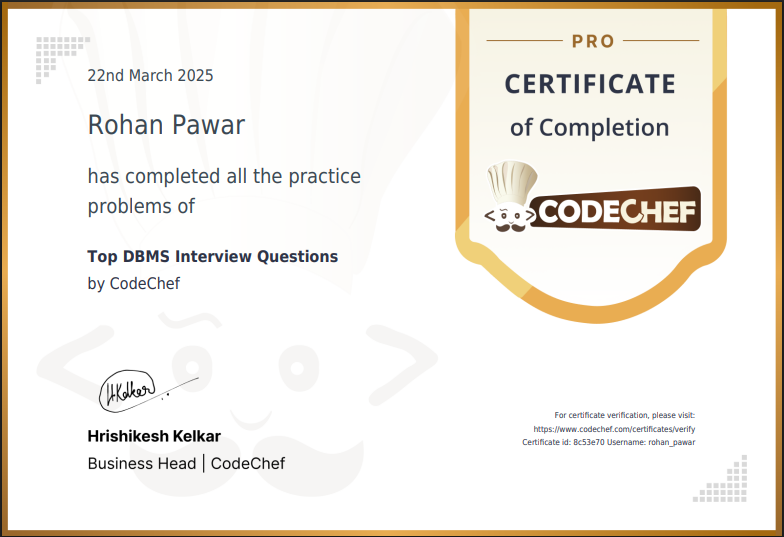 22nd March 2025
Rohan Pawar
has completed all the practice
problems of
Top DBMS Interview Questions
by CodeChef
HKelkar
Hrishikesh Kelkar
Business Head | CodeChef
PRO
CERTIFICATE
of Completion
CODECHEF
For certificate verification, please visit:
https://www.codechef.com/certificates/verify
Certificate id: 8c53e70 Username: rohan_pawar